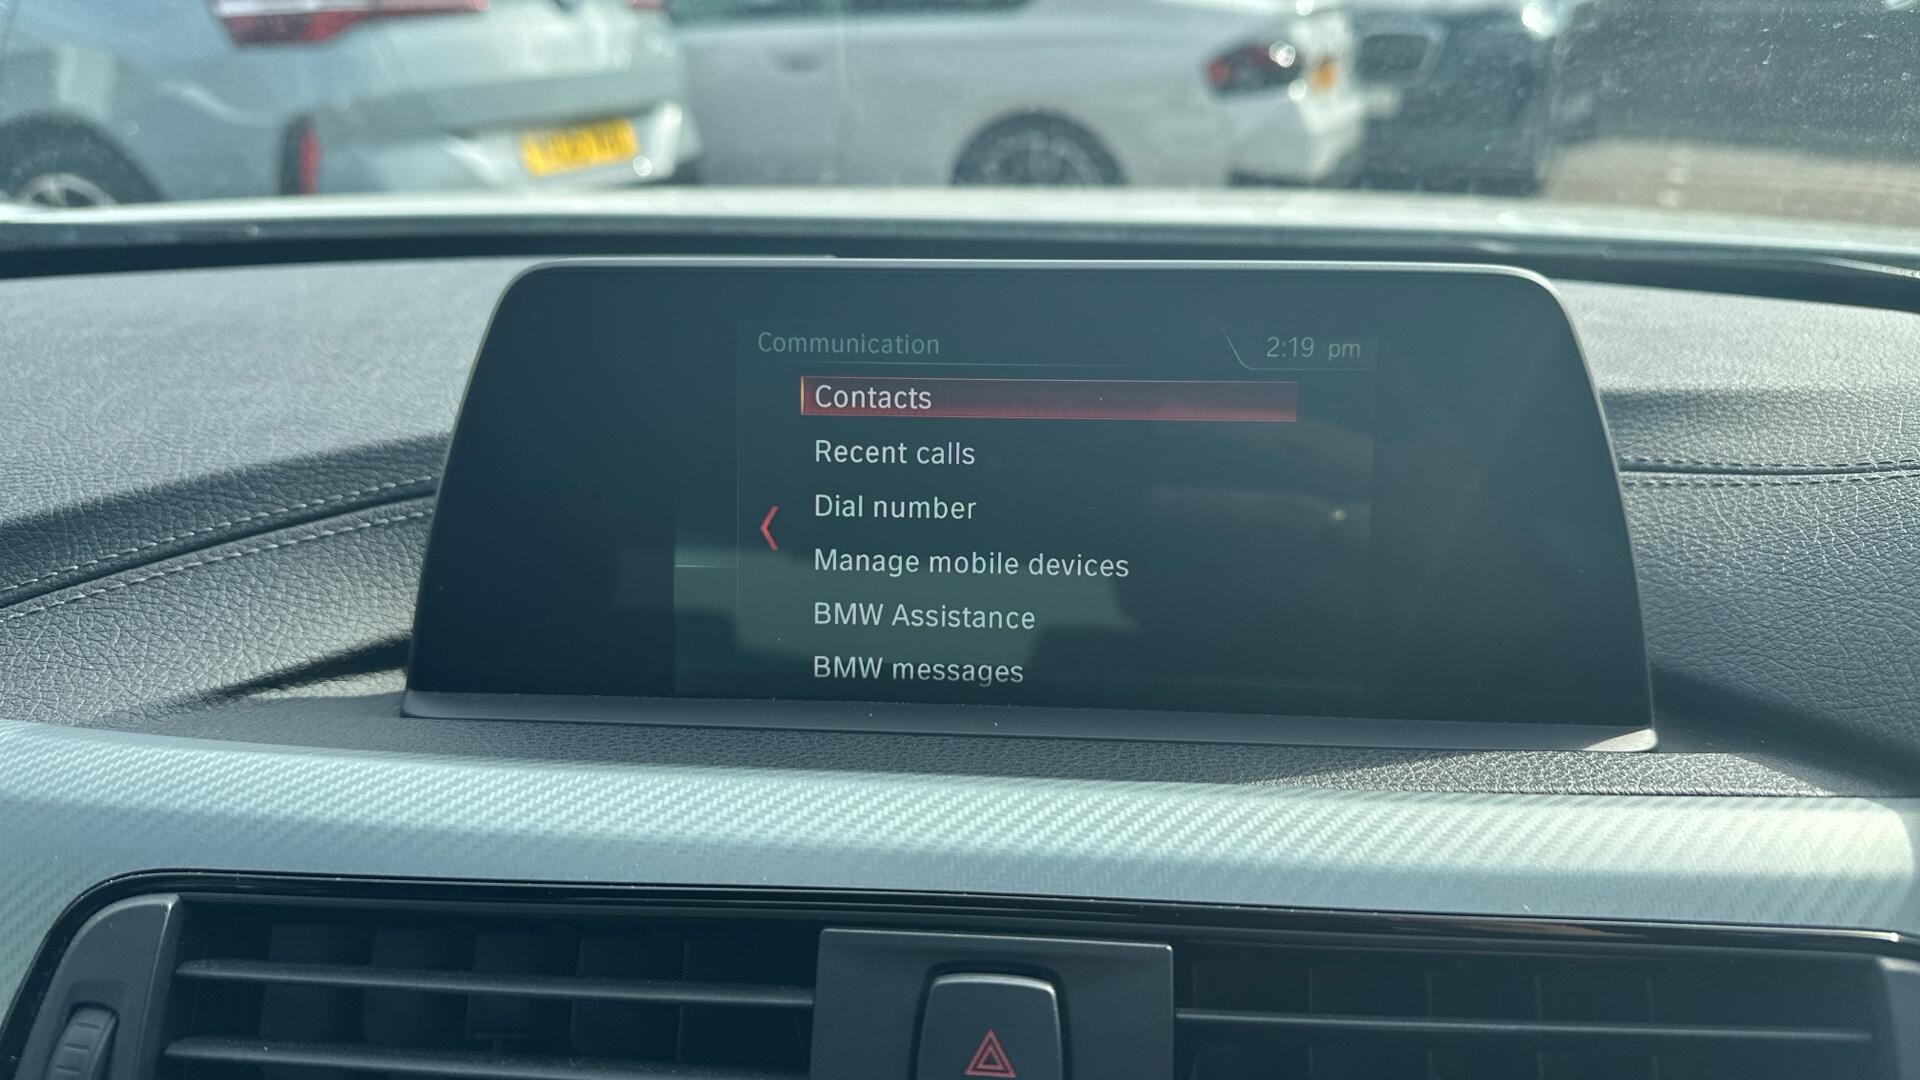 Communication
2:19 pm
Contacts
Recent calls
Dial number
Manage mobile devices
BMW Assistance
BMW messages